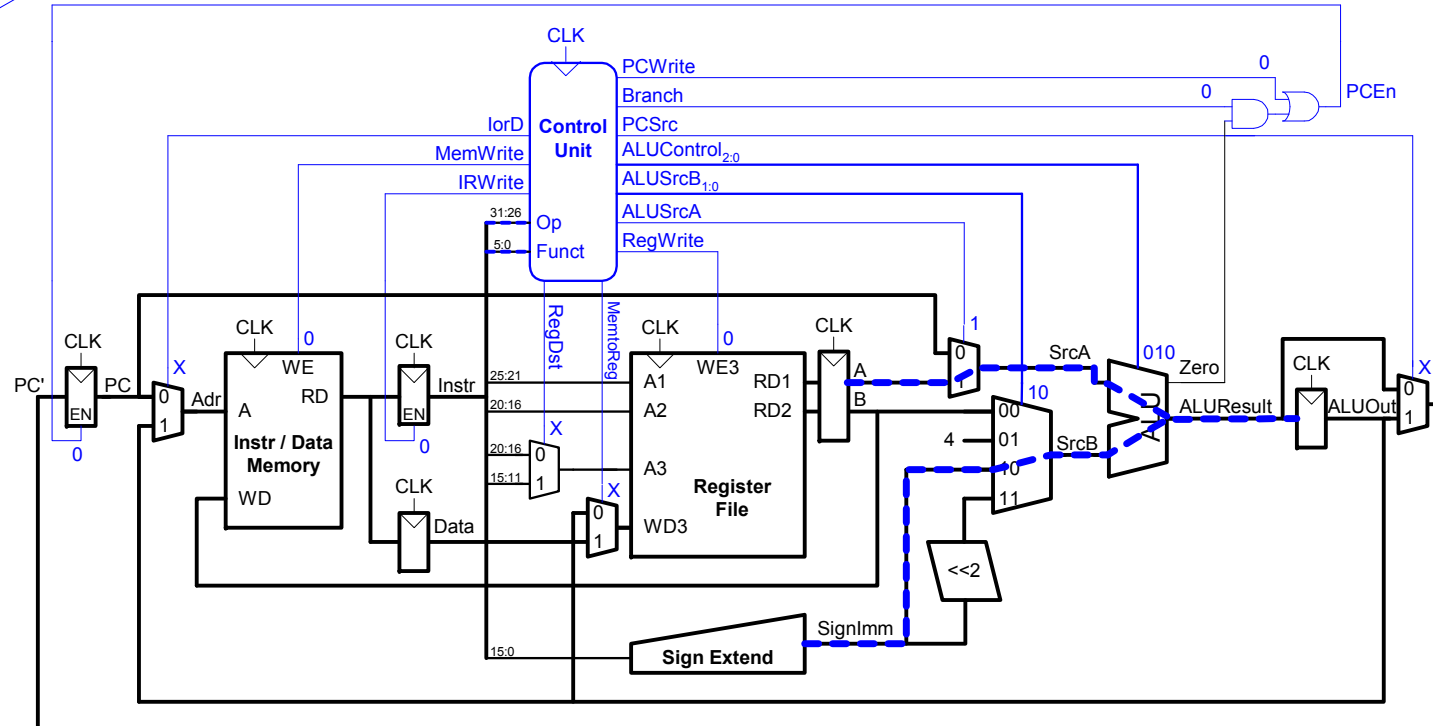 CLK
PCWrite
0
Branch
0
PCEn
IorD
Control
Unit
PCSrc
MemWrite
ALUControl2:0
IRWrite
ALUSrcB1:0
31:26
Op
ALUSrcA
5:0
Funct
RegWrite
RegDst
MemtoReg
CLK
CLK
CLK
CLK
CLK
0
0
1
X
X
010
CLK
WE
WE3
0
SrcA
Zero
PC'
PC
EN
0
1
Adr
A
RD
EN
Instr
25:21
A1
RD1
A
1
10
X
0
1
20:16
A2
RD2
B
00
ALU
ALUResult
ALUOut
Instr / Data
Memory
4
01
SrcB
0
0
X
20:16
0
A3
10
15:11
1
Register
File
11
WD
CLK
X
0
Data
1
WD3
<<2
SignImm
15:0
Sign Extend